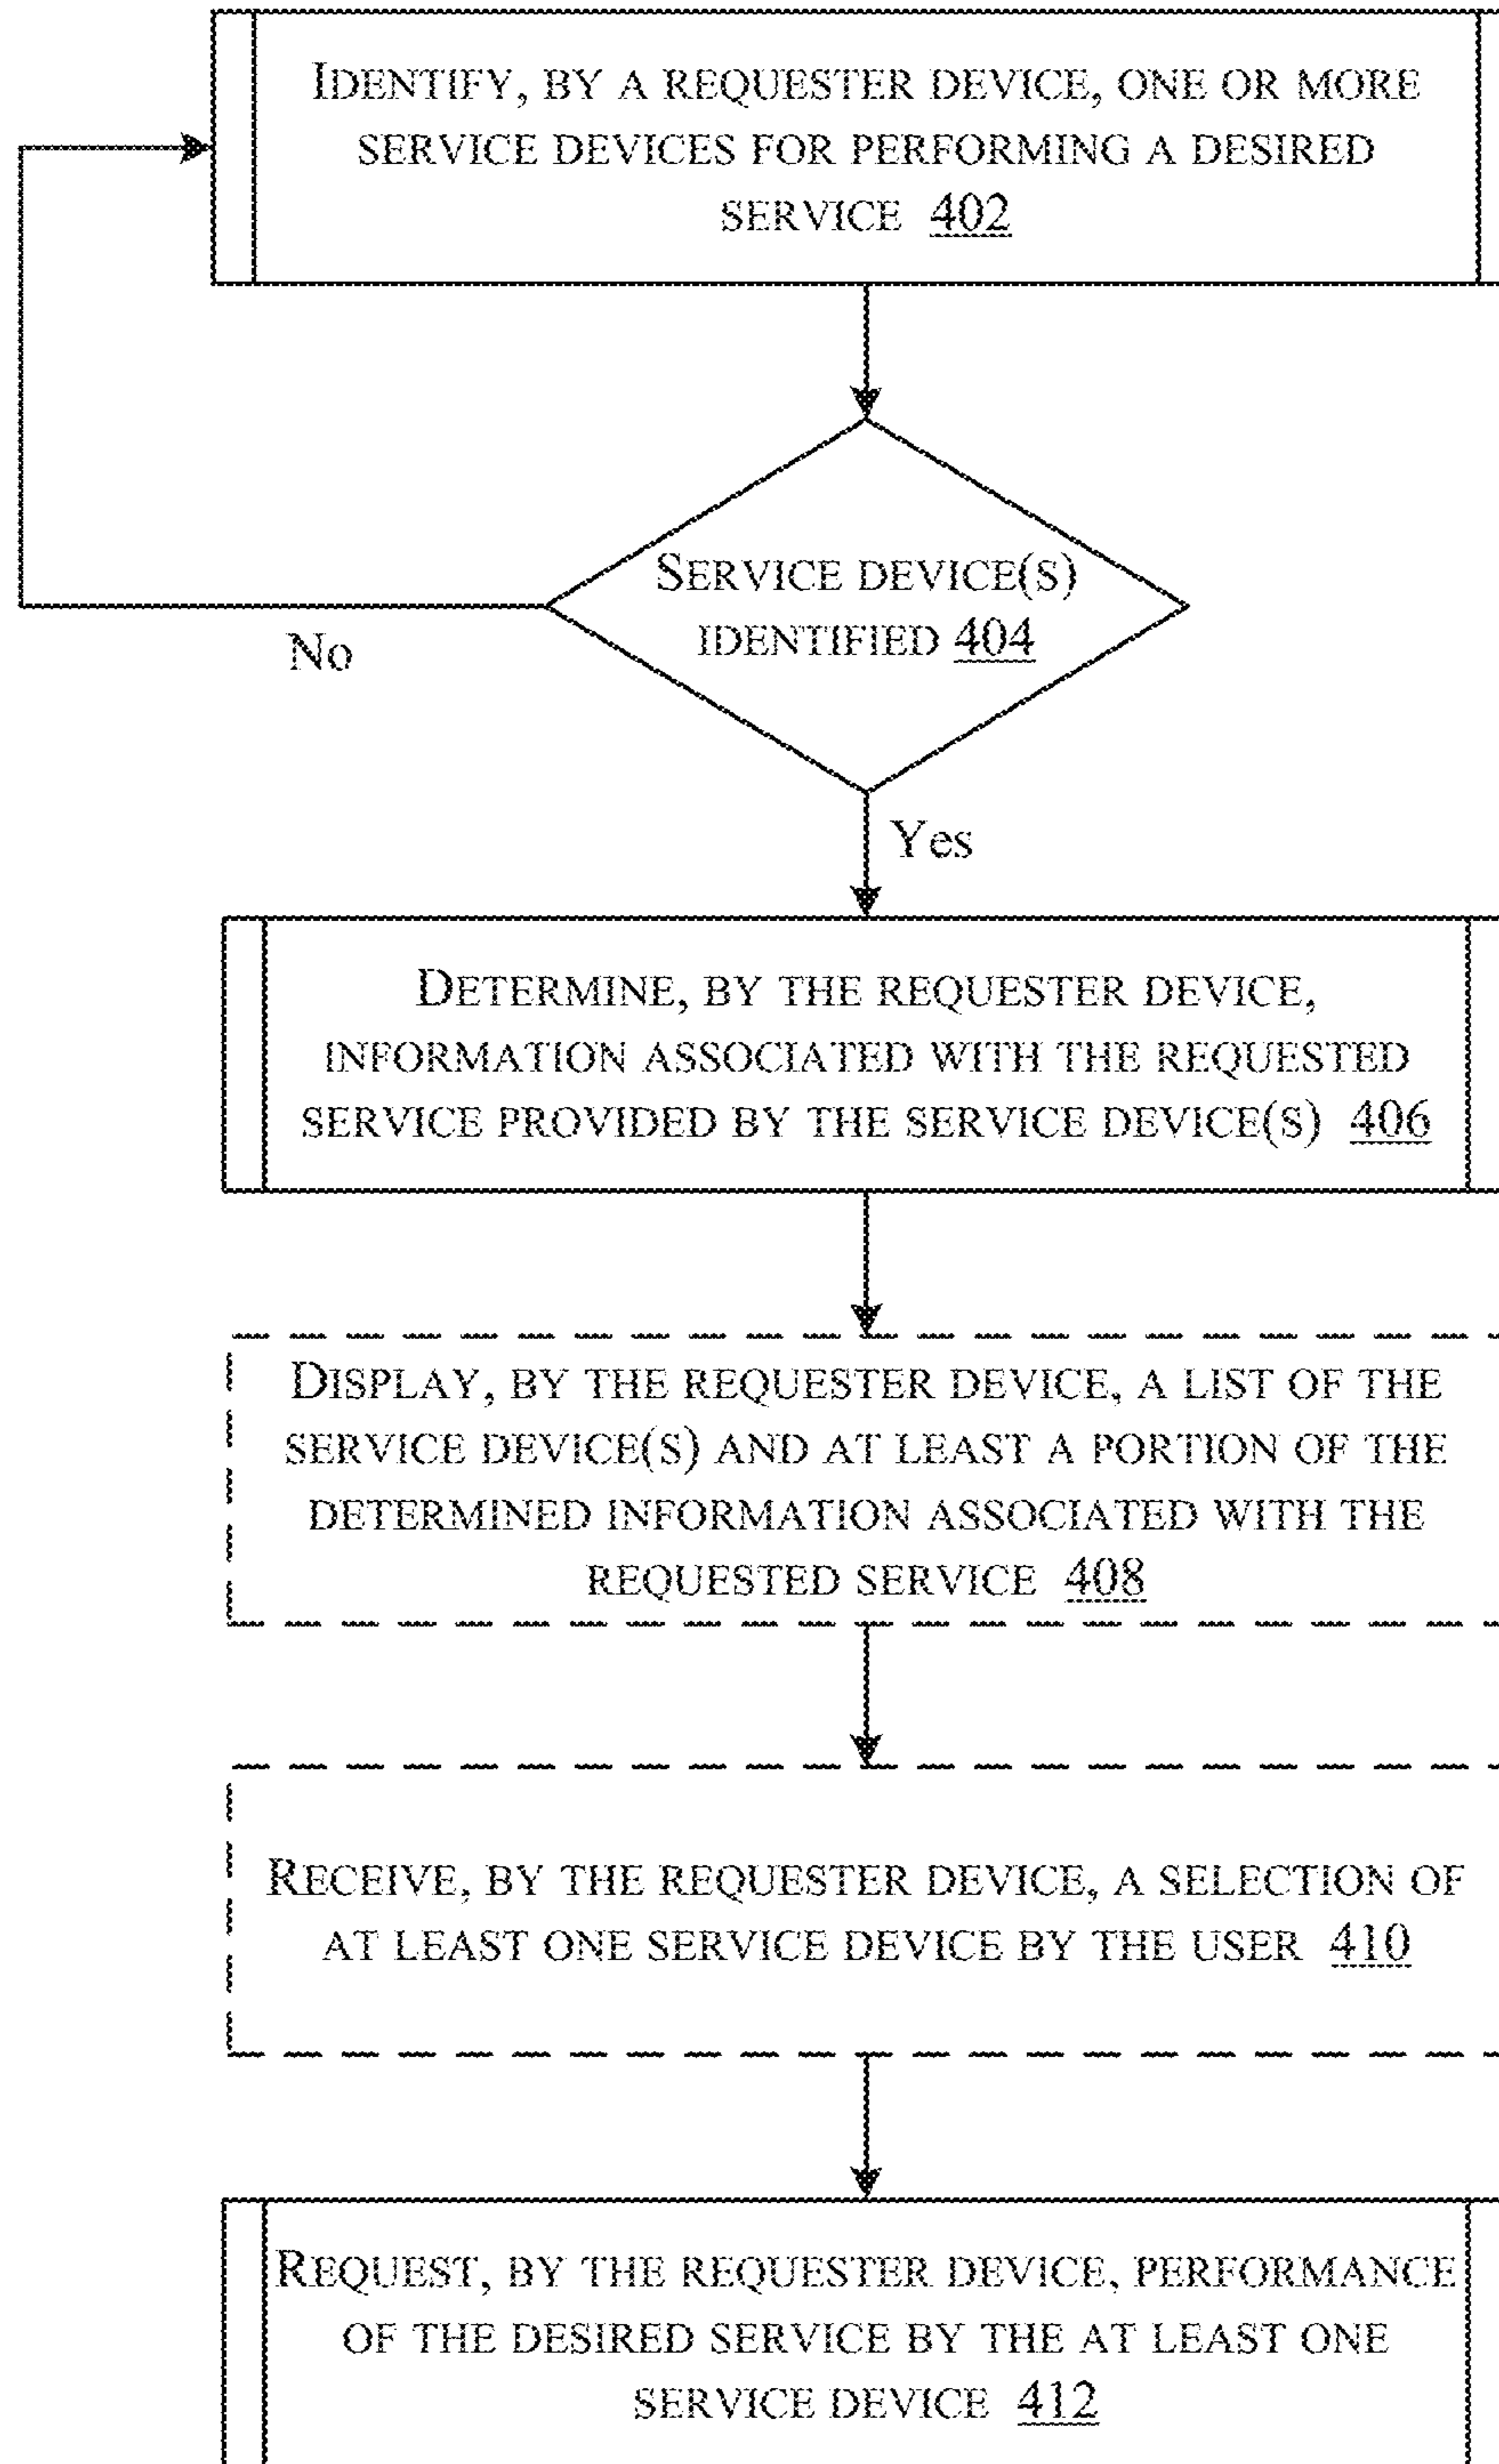 IDENTIFY, BY A REQUESTER DEVICE, ONE OR MORE
SERVICE DEVICES FOR PERFORMING A DESIRED
SERVICE 402
SERVICE DEVICE(S)
IDENTIFIED 404
No
Yes
DETERMINE, BY THE REQUESTER DEVICE,
INFORMATION ASSOCIATED WITH THE REQUESTED
SERVICE PROVIDED BY THE SERVICE DEVICE(S) 406
DISPLAY, BY THE REQUESTER DEVICE, A LIST OF THE
SERVICE DEVICE(S) AND AT LEAST A PORTION OF THE
DETERMINED INFORMATION ASSOCIATED WITH THE
REQUESTED SERVICE 408
RECEIVE, BY THE REQUESTER DEVICE, A SELECTION OF
AT LEAST ONE SERVICE DEVICE BY THE USER 410
REQUEST, BY THE REQUESTER DEVICE, PERFORMANCE
OF THE DESIRED SERVICE BY THE AT LEAST ONE
SERVICE DEVICE 412